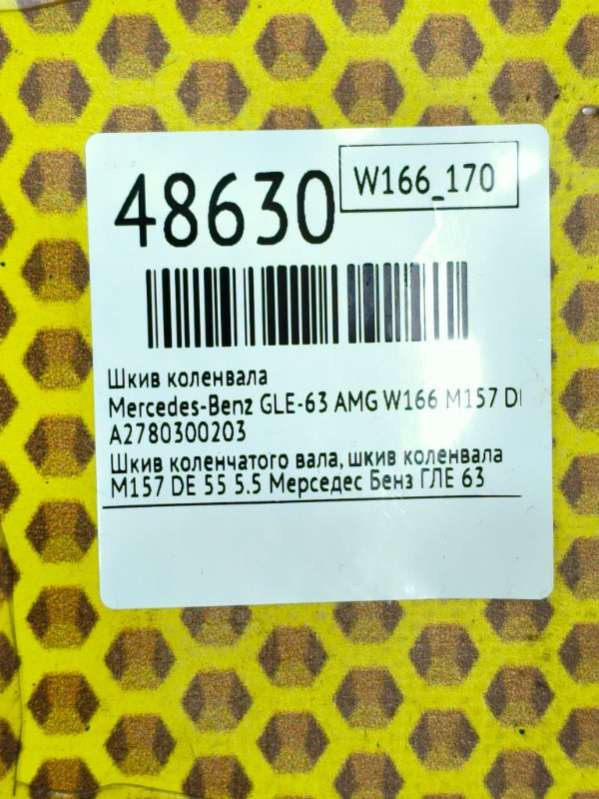 48630
W166_170
Шкив коленвала
Mercedes-Benz GLE-63 AMG W166 M157 DE
A2780300203
Шкив коленчатого вала, шкив коленвала
M157 DE 55 5.5 Мерседес Бенз ГЛЕ 63